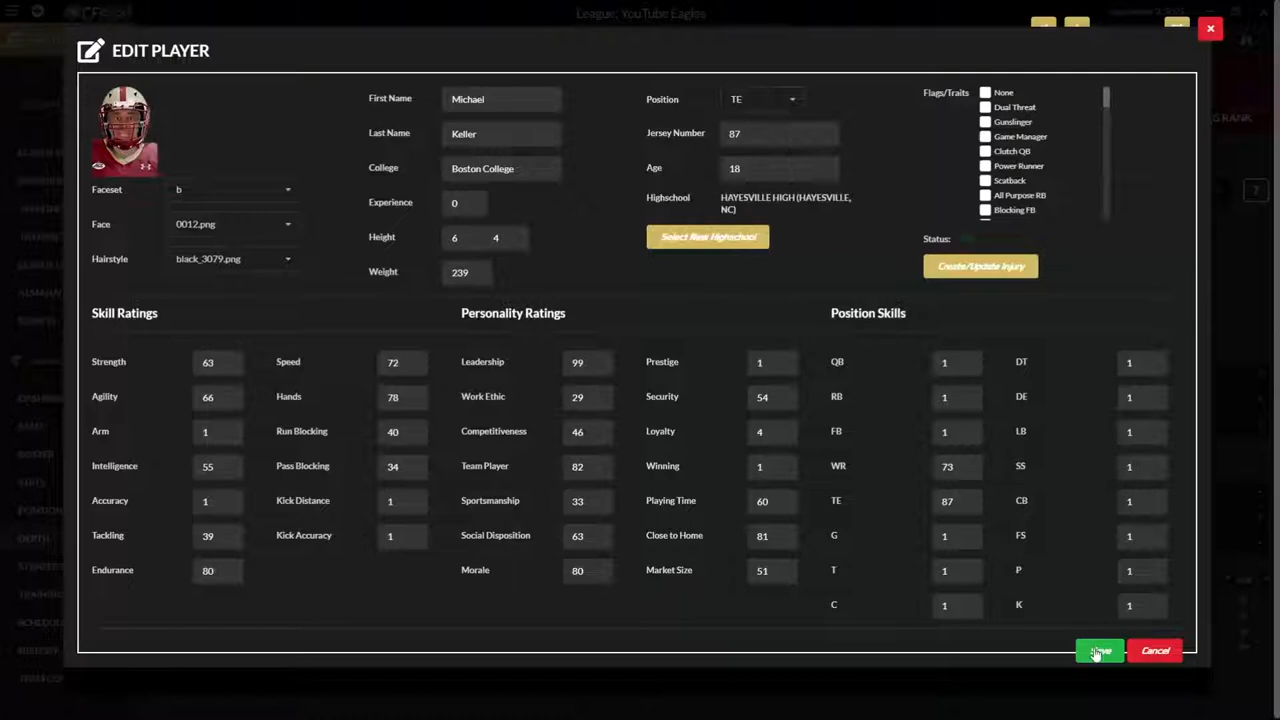 League: YouTube Eagles
EDIT PLAYER
First Name Michael
Last Name Keller
College Boston College
Experience 0
Height 6 4
Weight 239
Faceset b
Face 0012.png
Hairstyle black_3079.png
Position TE
Jersey Number 87
Age 18
Highschool HAYESVILLE HIGH (HAYESVILLE,
NC)
Select New Highschool
Flags/Traits None
Dual Threat
Gunslinger
Game Manager
Clutch QB
Power Runner
Scatback
All Purpose RB
Blocking FB
Status:
Create/Update Injury
Skill Ratings Personality Ratings Position Skills
Strength 63 Speed 72 Leadership 99 Prestige 1 QB 1 DT 1
Agility 66 Hands 78 Work Ethic 29 Security 54 RB 1 DE 1
Arm 1 Run Blocking 40 Competitiveness 46 Loyalty 4 FB 1 LB 1
Intelligence 55 Pass Blocking 34 Team Player 82 Winning 1 WR 73 SS 1
Accuracy 1 Kick Distance 1 Sportsmanship 33 Playing Time 60 TE 87 CB 1
Tackling 39 Kick Accuracy 1 Social Disposition 63 Close to Home 81 G 1 FS 1
Endurance 80 Morale 80 Market Size 51 T 1 P 1
C 1 K 1
Save Cancel